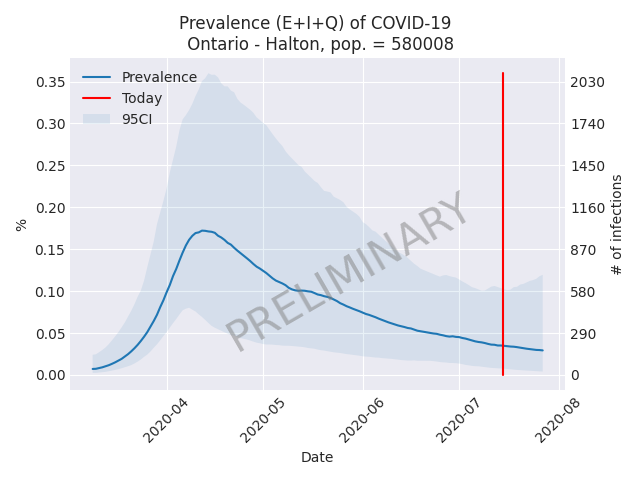 Prevalence (E+I+Q) of COVID-19
Ontario - Halton, pop. = 580008
Prevalence
Today
95CI
0.35
0.30
0.25
0.20
0.15
0.10
0.05
0.00
%
2030
1740
1450
1160
870
580
290
0
# of infections
PRELIMINARY
2020-04
2020-05
2020-06
2020-07
2020-08
Date